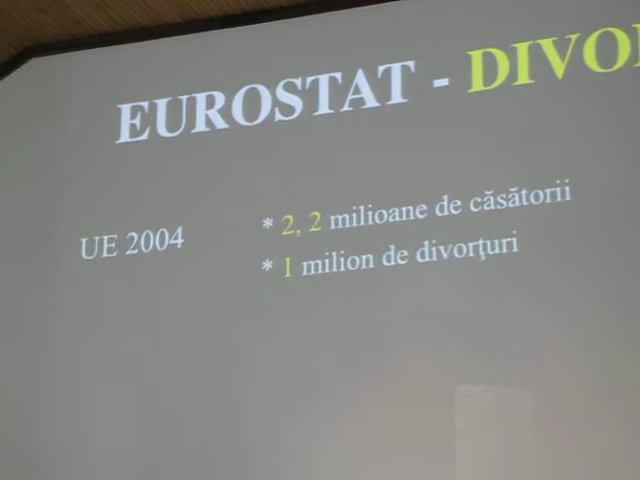 EUROSTAT - DIVO
UE 2004
* 2, 2 milioane de căsătorii
* 1 milion de divorţuri